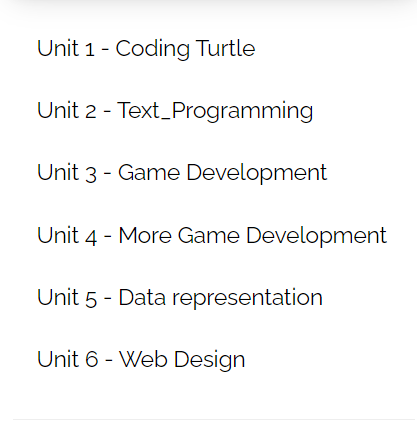 Unit 1 - Coding Turtle
Unit 2 - Text_Programming
Unit 3 - Game Development
Unit 4 - More Game Development
Unit 5 - Data representation
Unit 6 - Web Design